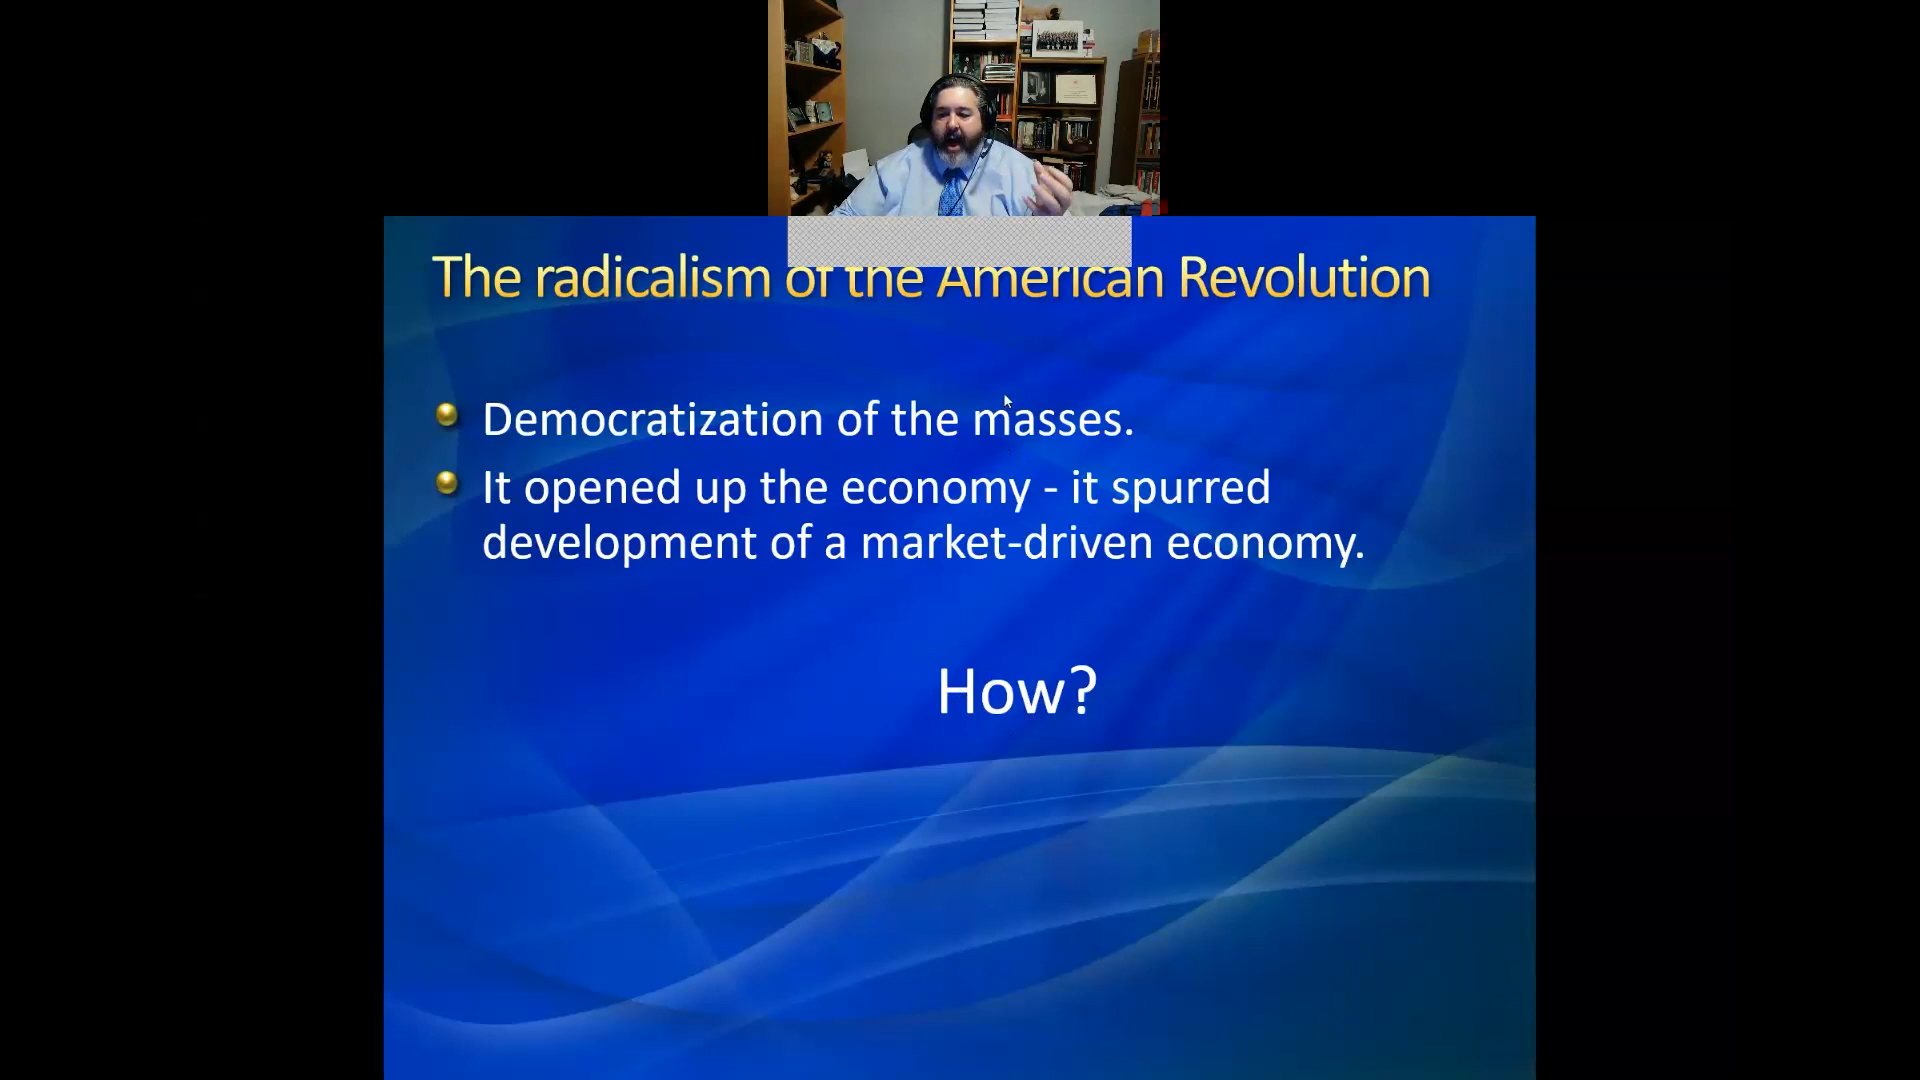 The radicalism of the American Revolution
Democratization of the masses.
It opened up the economy - it spurred
development of a market-driven economy.
How?